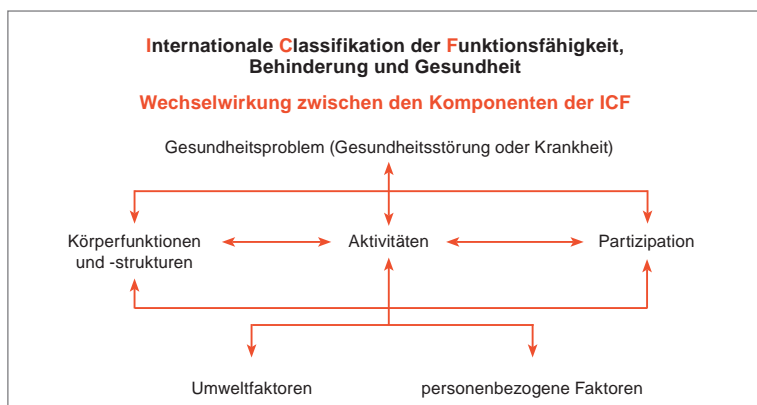 Internationale Classifikation der Funktionsfähigkeit,
Behinderung und Gesundheit
Wechselwirkung zwischen den Komponenten der ICF
Gesundheitsproblem (Gesundheitsstörung oder Krankheit)
Körperfunktionen
und -strukturen
Aktivitäten
Partizipation
Umweltfaktoren
personenbezogene Faktoren